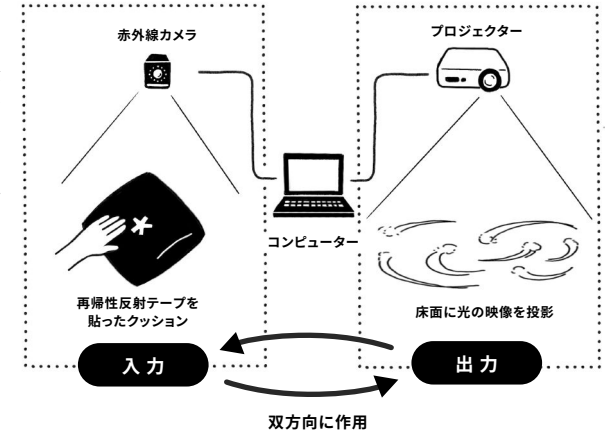 赤外線カメラ
プロジェクター
コンピューター
再帰性反射テープを
貼ったクッション
床面に光の映像を投影
入力
出力
双方向に作用